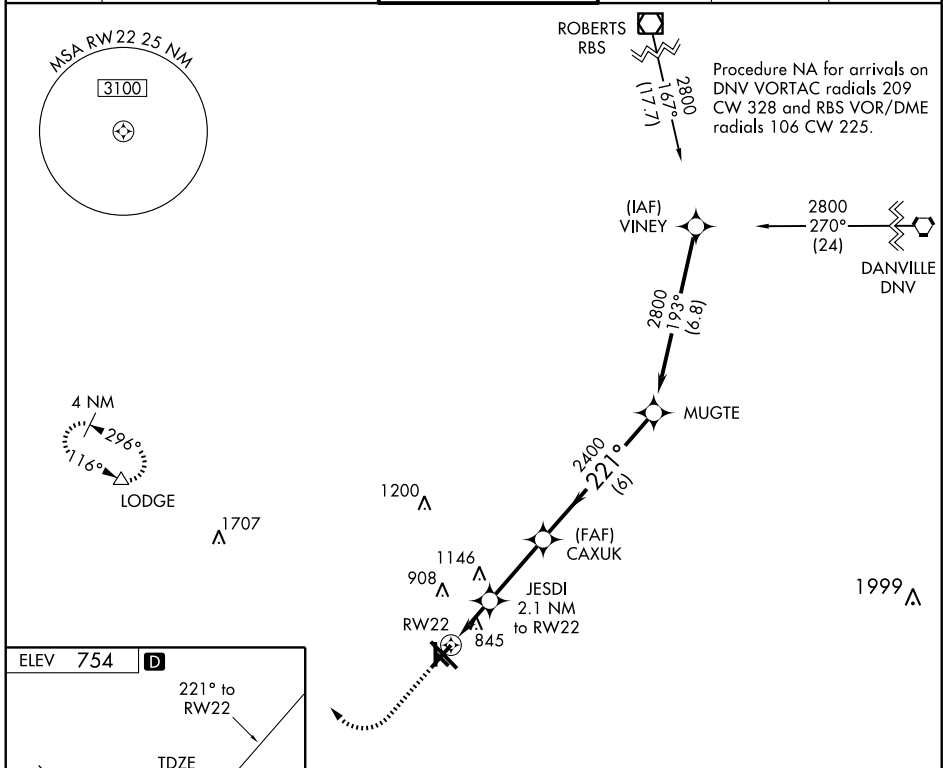 MSA RW 22 25 NM
3100
ROBERTS
RBS
2800
167°
(17.7)
Procedure NA for arrivals on
DNV VORTAC radials 209
CW 328 and RBS VOR/DME
radials 106 CW 225.
(IAF)
VINEY
2800
270°
(24)
DANVILLE
DNV
2800
193°
(6.8)
MUGTE
4 NM
296°
116°
LODGE
2400
221°
(6)
1200
1707
(FAF)
CAXUK
1146
908
JESDI
2.1 NM
to RW22
1999
RW22
845
ELEV 754 D
221° to
RW22
TDZE